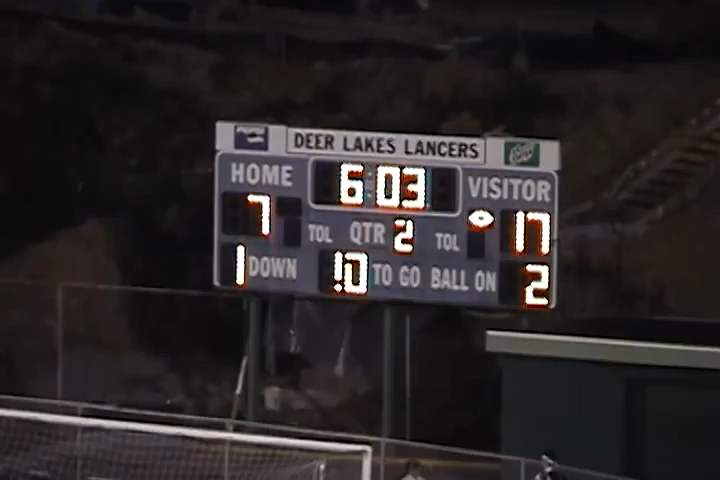 DEER LAKES LANCERS
HOME 6:03 VISITOR
7 TOL QTR 2 TOL 17
1 DOWN 10 TO GO BALL ON 2